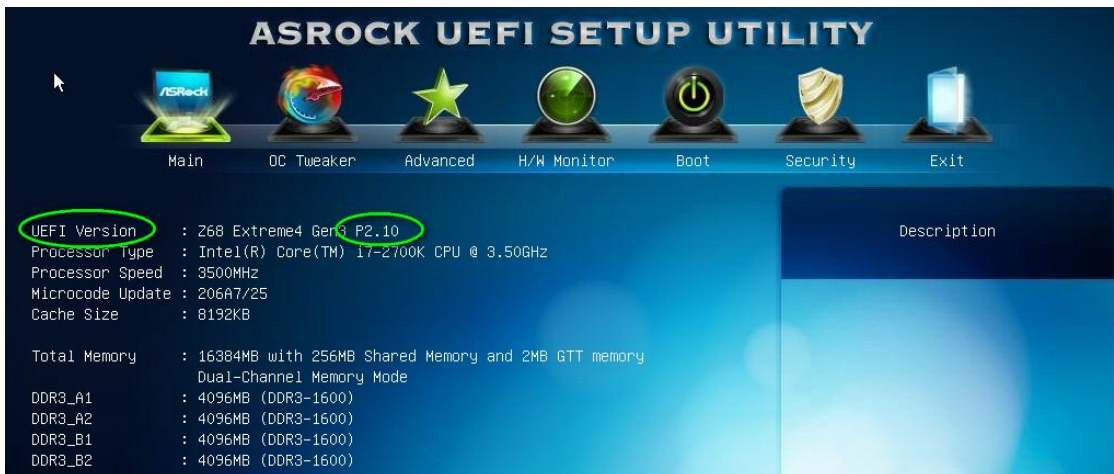 ASROCK UEFI SETUP UTILITY
ASRock
Main OC Tweaker Advanced H/W Monitor Boot Security Exit
UEFI Version : Z68 Extreme4 Gen3 P2.10
Processor Type : Intel(R) Core(TM) i7-2700K CPU @ 3.50GHz
Processor Speed : 3500MHz
Microcode Update : 206A7/25
Cache Size : 8192KB
Total Memory : 16384MB with 256MB Shared Memory and 2MB GTT memory
Dual-Channel Memory Mode
DDR3_A1 : 4096MB (DDR3-1600)
DDR3_A2 : 4096MB (DDR3-1600)
DDR3_B1 : 4096MB (DDR3-1600)
DDR3_B2 : 4096MB (DDR3-1600)
Description